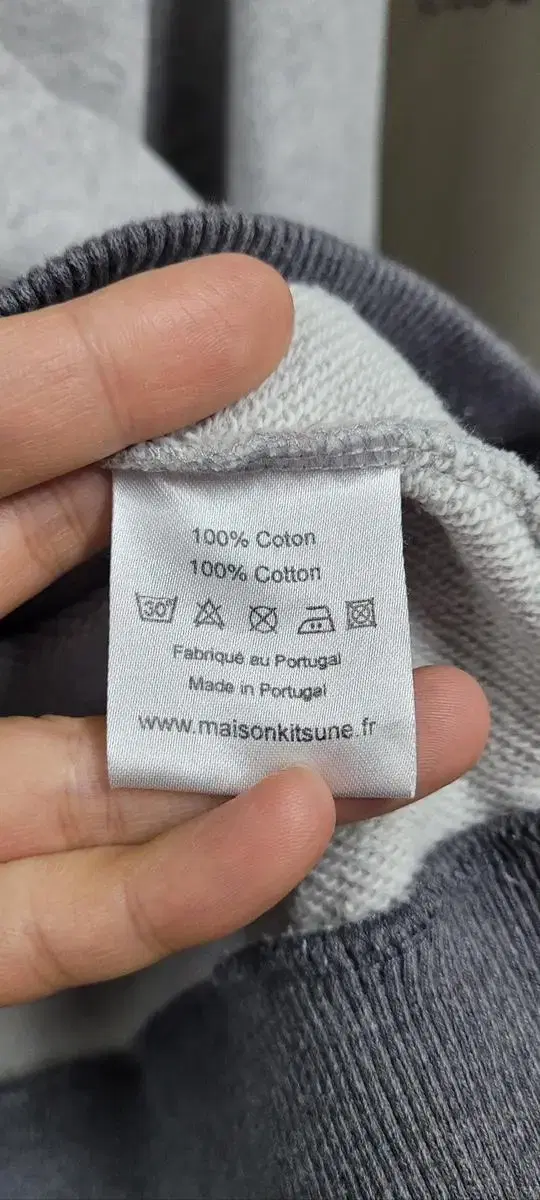 100% Coton
100% Cotton
30°
Fabriqué au Portugal
Made in Portugal
www.maisonkitsune.fr